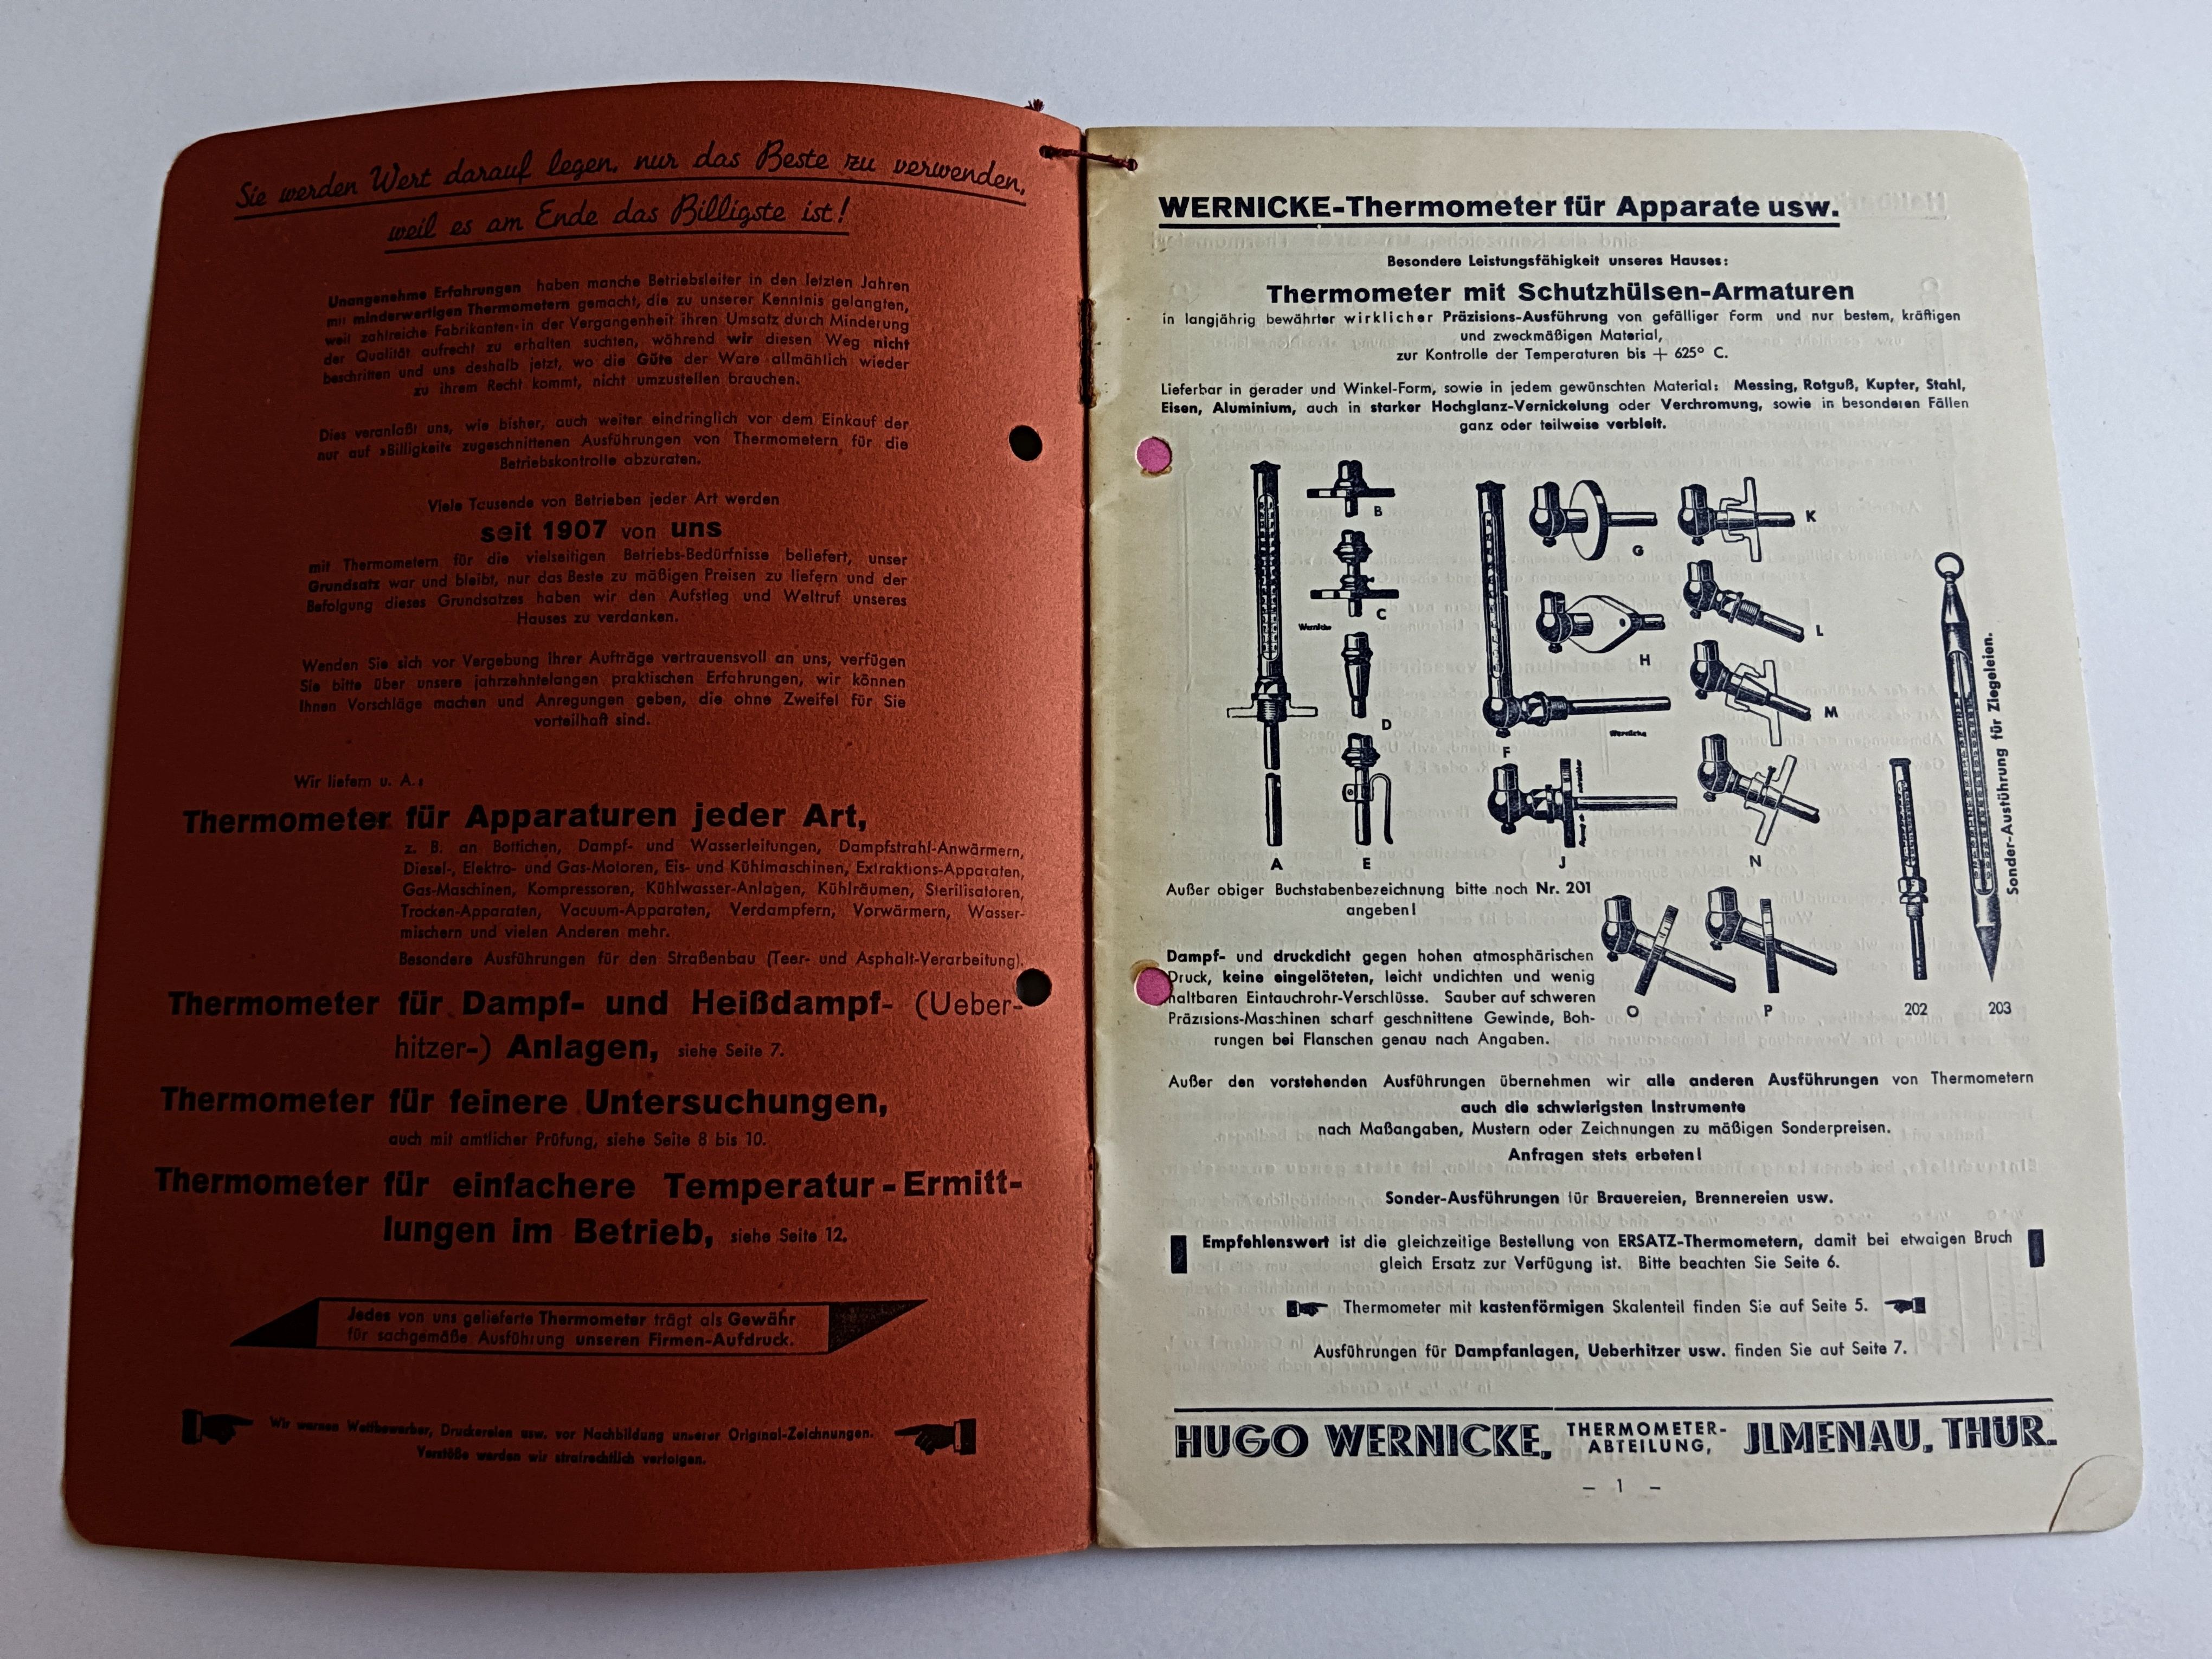 Sie werden Wert darauf legen, nur das Beste zu verwenden,
weil es am Ende das Billigste ist!
Unangenehme Erfahrungen haben manche Betriebsleiter in den letzten Jahren
mit minderwertigen Thermometern gemacht, die zu unserer Kenntnis gelangten,
weil zahlreiche Fabrikanten in der Vergangenheit ihren Umsatz durch Minderung
der Qualität aufrecht zu erhalten suchten, während wir diesen Weg nicht
beschritten und uns deshalb jetzt, wo die Güte der Ware allmählich wieder
zu ihrem Recht kommt, nicht umzustellen brauchen.
Dies veranlaßt uns, wie bisher, auch weiter eindringlich vor dem Einkauf der
nur auf »Billigkeit« zugeschnittenen Ausführungen von Thermometern für die
Betriebskontrolle abzuraten.
Viele Tausende von Betrieben jeder Art werden
seit 1907 von uns
mit Thermometern für die vielseitigen Betriebs-Bedürfnisse beliefert, unser
Grundsatz war und bleibt, nur das Beste zu mäßigen Preisen zu liefern und der
Befolgung dieses Grundsatzes haben wir den Aufstieg und Weltruf unseres
Hauses zu verdanken.
Wenden Sie sich vor Vergebung Ihrer Aufträge vertrauensvoll an uns, verfügen
Sie bitte über unsere jahrzehntelangen praktischen Erfahrungen, wir können
Ihnen Vorschläge machen und Anregungen geben, die ohne Zweifel für Sie
vorteilhaft sind.
Wir liefern u. A.:
Thermometer für Apparaturen jeder Art,
z. B. an Bottichen, Dampf- und Wasserleitungen, Dampfstrahl-Anwärmern,
Diesel-, Elektro- und Gas-Motoren, Eis- und Kühlmaschinen, Extraktions-Apparaten,
Gas-Maschinen, Kompressoren, Kühlwasser-Anlagen, Kühlräumen, Sterilisatoren,
Trocken-Apparaten, Vacuum-Apparaten, Verdampfern, Vorwärmern, Wasser-
mischern und vielen Anderen mehr.
Besondere Ausführungen für den Straßenbau (Teer- und Asphalt-Verarbeitung).
Thermometer für Dampf- und Heißdampf- (Ueber-
hitzer-) Anlagen, siehe Seite 7.
Thermometer für feinere Untersuchungen,
auch mit amtlicher Prüfung, siehe Seite 8 bis 10.
Thermometer für einfachere Temperatur-Ermitt-
lungen im Betrieb, siehe Seite 12.
Jedes von uns gelieferte Thermometer trägt als Gewähr
für sachgemäße Ausführung unseren Firmen-Aufdruck.
Wir warnen Wettbewerber, Druckereien usw. vor Nachbildung unserer Original-Zeichnungen.
Verstöße werden wir strafrechtlich verfolgen.
WERNICKE-Thermometer für Apparate usw.
Besondere Leistungsfähigkeit unseres Hauses:
Thermometer mit Schutzhülsen-Armaturen
in langjährig bewährter wirklicher Präzisions-Ausführung von gefälliger Form und nur bestem, kräftigen
und zweckmäßigen Material,
zur Kontrolle der Temperaturen bis + 625° C.
Lieferbar in gerader und Winkel-Form, sowie in jedem gewünschten Material: Messing, Rotguß, Kupfer, Stahl,
Eisen, Aluminium, auch in starker Hochglanz-Vernickelung oder Verchromung, sowie in besonderen Fällen
ganz oder teilweise verbleit.
B
C
Wernicke
D
A
E
G
K
H
L
M
F
Wernicke
J
N
Sonder-Ausführung für Ziegeleien.
O
P
202
203
Außer obiger Buchstabenbezeichnung bitte noch Nr. 201
angeben!
Dampf- und druckdicht gegen hohen atmosphärischen
Druck, keine eingelöteten, leicht undichten und wenig
haltbaren Eintauchrohr-Verschlüsse. Sauber auf schweren
Präzisions-Maschinen scharf geschnittene Gewinde, Boh-
rungen bei Flanschen genau nach Angaben.
Außer den vorstehenden Ausführungen übernehmen wir alle anderen Ausführungen von Thermometern
auch die schwierigsten Instrumente
nach Maßangaben, Mustern oder Zeichnungen zu mäßigen Sonderpreisen.
Anfragen stets erbeten!
Sonder-Ausführungen für Brauereien, Brennereien usw.
Empfehlenswert ist die gleichzeitige Bestellung von ERSATZ-Thermometern, damit bei etwaigen Bruch
gleich Ersatz zur Verfügung ist. Bitte beachten Sie Seite 6.
Thermometer mit kastenförmigen Skalenteil finden Sie auf Seite 5.
Ausführungen für Dampfanlagen, Ueberhitzer usw. finden Sie auf Seite 7.
HUGO WERNICKE, THERMOMETER-ABTEILUNG, JLMENAU, THÜR.
– 1 –